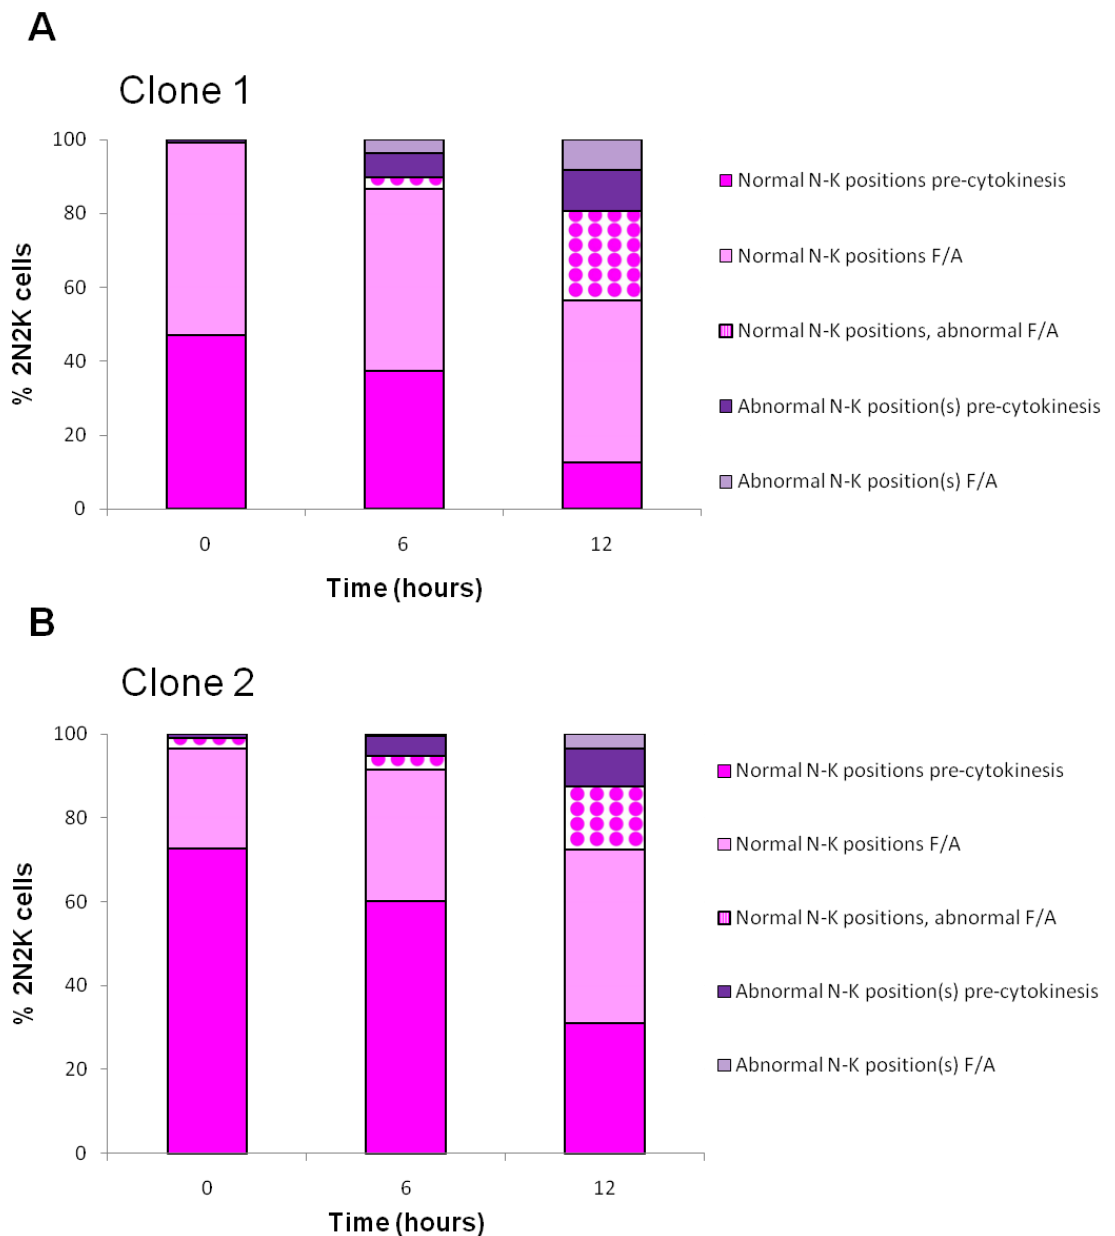 A
Clone 1
% 2N2K cells
100
80
60
40
20
0
0 6 12
Time (hours)
Normal N-K positions pre-cytokinesis
Normal N-K positions F/A
Normal N-K positions, abnormal F/A
Abnormal N-K position(s) pre-cytokinesis
Abnormal N-K position(s) F/A
B
Clone 2
% 2N2K cells
100
80
60
40
20
0
0 6 12
Time (hours)
Normal N-K positions pre-cytokinesis
Normal N-K positions F/A
Normal N-K positions, abnormal F/A
Abnormal N-K position(s) pre-cytokinesis
Abnormal N-K position(s) F/A